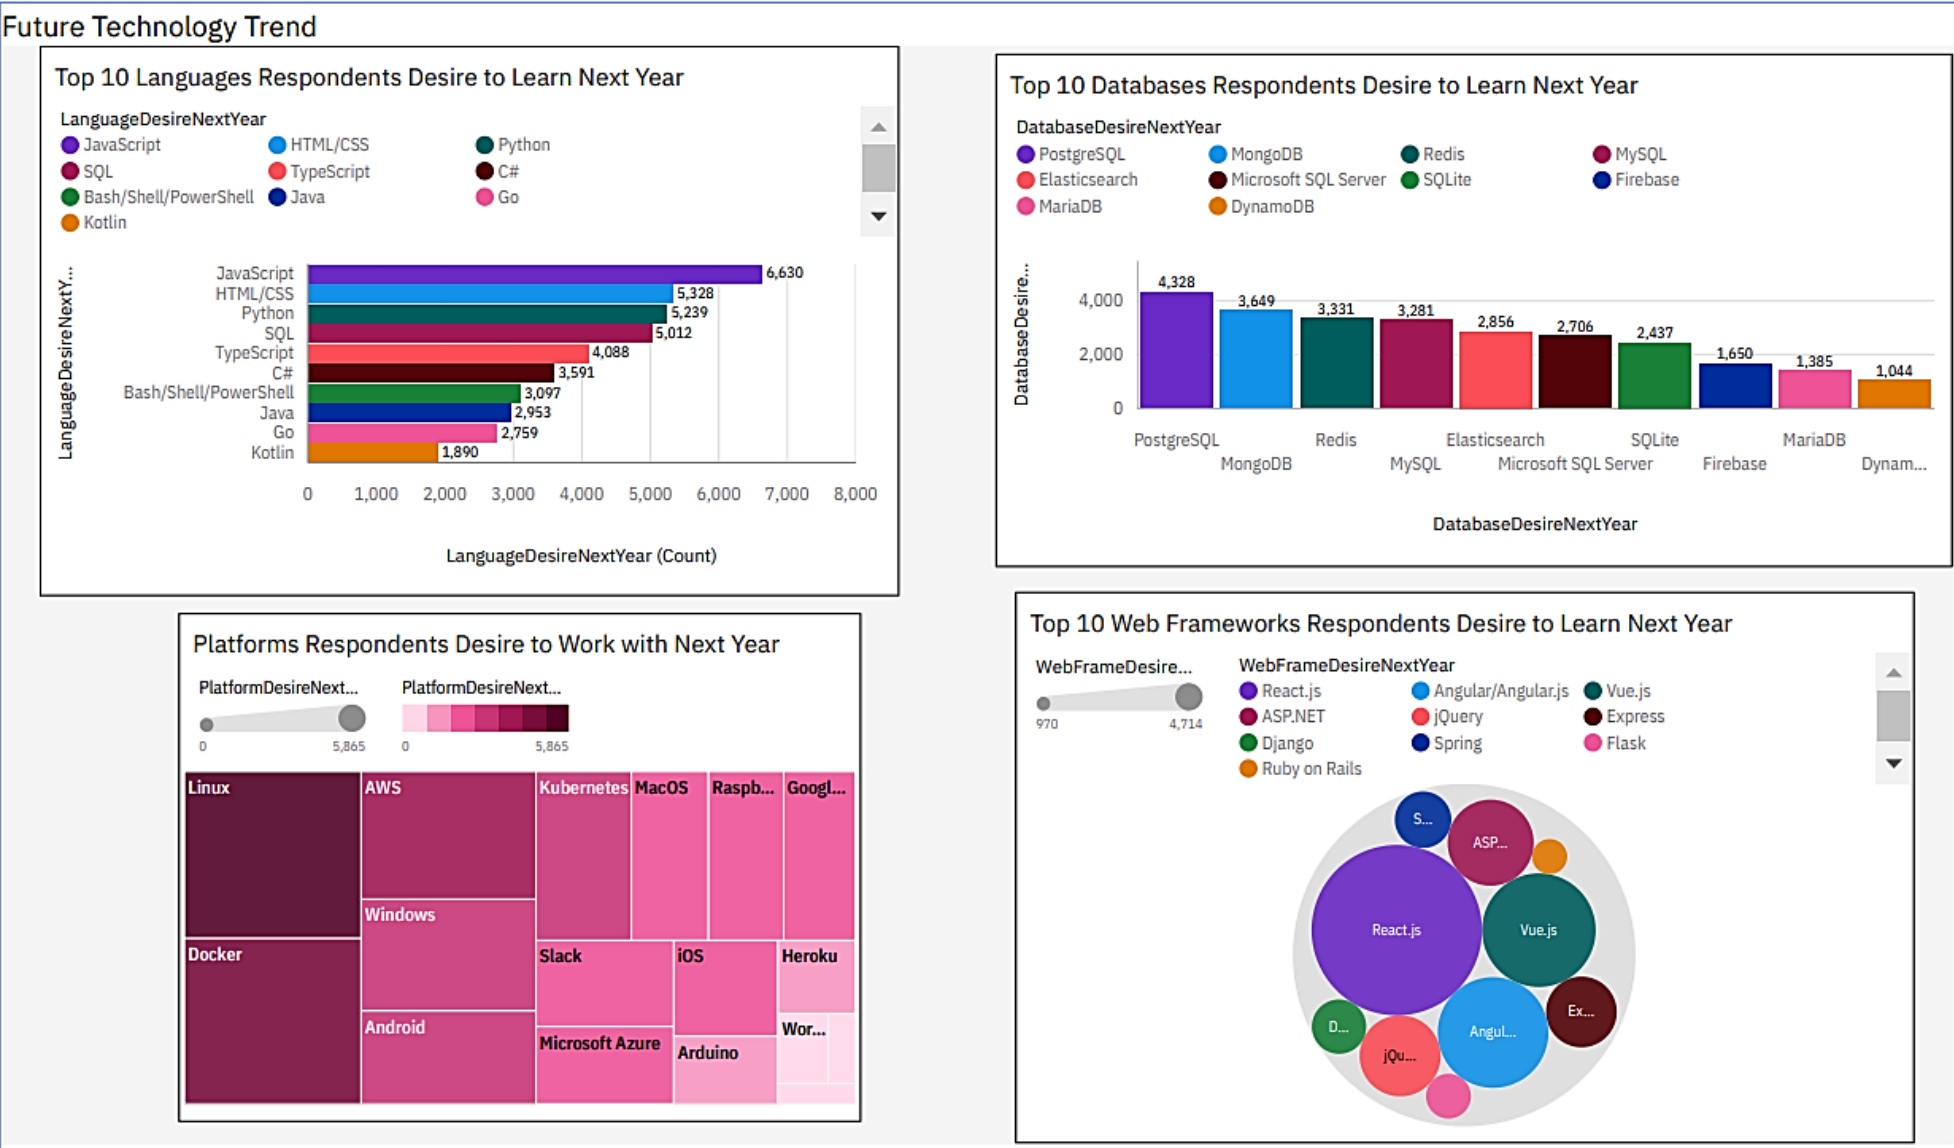 Future Technology Trend
Top 10 Languages Respondents Desire to Learn Next Year
LanguageDesireNextYear
JavaScript HTML/CSS Python
SQL TypeScript C#
Bash/Shell/PowerShell Java Go
Kotlin
LanguageDesireNextY...
JavaScript 6,630
HTML/CSS 5,328
Python 5,239
SQL 5,012
TypeScript 4,088
C# 3,591
Bash/Shell/PowerShell 3,097
Java 2,953
Go 2,759
Kotlin 1,890
0 1,000 2,000 3,000 4,000 5,000 6,000 7,000 8,000
LanguageDesireNextYear (Count)
Top 10 Databases Respondents Desire to Learn Next Year
DatabaseDesireNextYear
PostgreSQL MongoDB Redis MySQL
Elasticsearch Microsoft SQL Server SQLite Firebase
MariaDB DynamoDB
DatabaseDesire...
4,000
2,000
0
4,328 3,649 3,331 3,281 2,856 2,706 2,437 1,650 1,385 1,044
PostgreSQL Redis Elasticsearch SQLite MariaDB
MongoDB MySQL Microsoft SQL Server Firebase Dynam...
DatabaseDesireNextYear
Platforms Respondents Desire to Work with Next Year
PlatformDesireNext... PlatformDesireNext...
0 5,865 0 5,865
Linux AWS Kubernetes MacOS Raspb... Googl...
Windows
Docker Slack iOS Heroku
Android Wor...
Microsoft Azure Arduino
Top 10 Web Frameworks Respondents Desire to Learn Next Year
WebFrameDesire... WebFrameDesireNextYear
970 4,714
React.js Angular/Angular.js Vue.js
ASP.NET jQuery Express
Django Spring Flask
Ruby on Rails
S...
ASP...
React.js Vue.js
Ex...
D... Angul...
jQu...